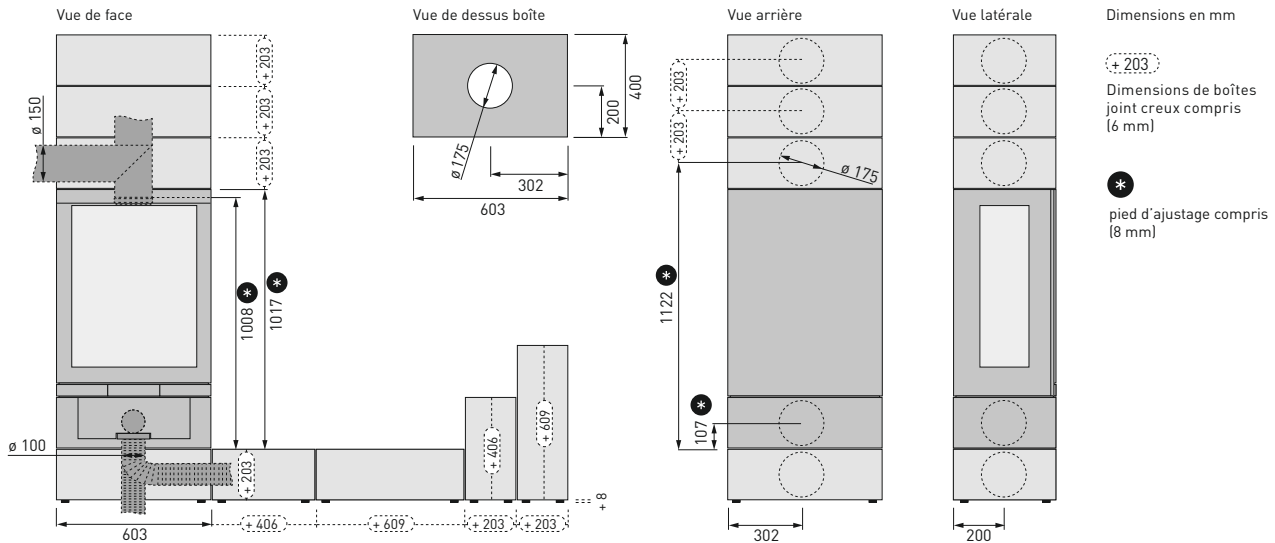 Vue de face
Vue de dessus boîte
Vue arrière
Vue latérale
Dimensions en mm
+ 203
Dimensions de boîtes
joint creux compris
(6 mm)
*
pied d'ajustage compris
(8 mm)
+ 203
+ 203
+ 203
ø 150
1008 *
1017 *
ø 100
+ 203
+ 406
+ 609
+ 8
603
+ 406
+ 609
+ 203
+ 203
400
200
ø 175
302
603
+ 203
+ 203
ø 175
1122 *
107 *
302
200